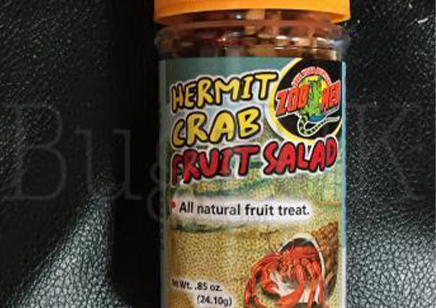 HERMIT
CRAB
FRUIT SALAD
ZOO MED
All natural fruit treat.
Net Wt. .85 oz.
(24.10g)